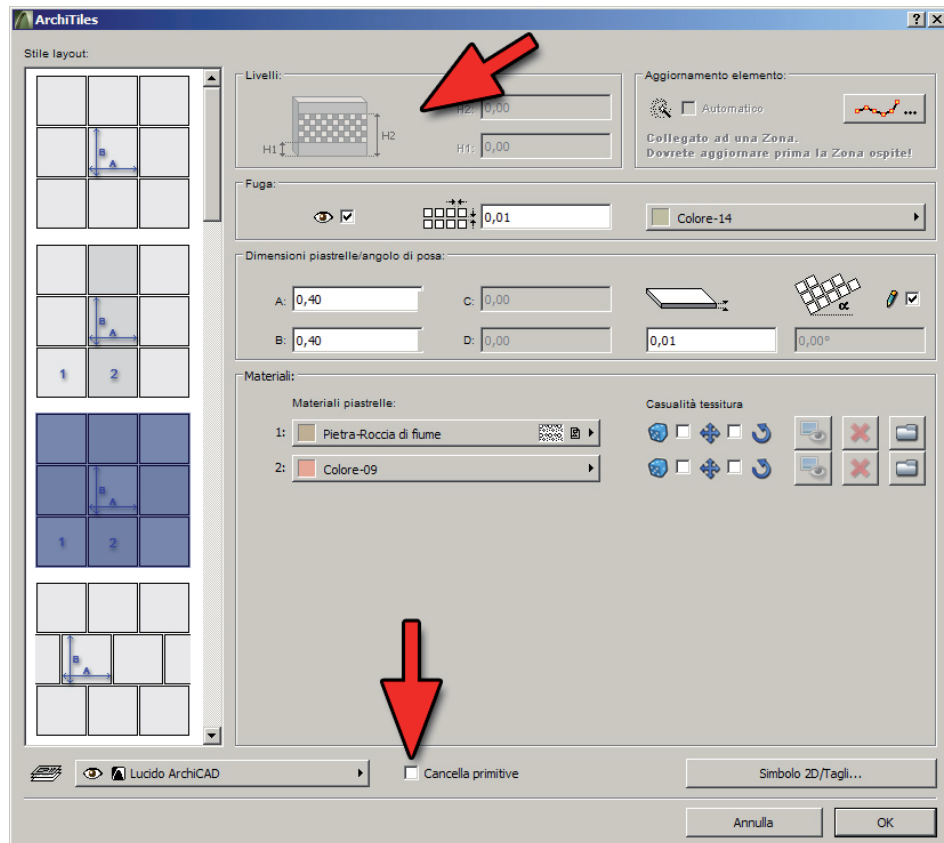 ArchiTiles
Stile layout:
B
A
B
A
1 2
B
A
1 2
B
A
Livelli:
H1 H2
H2: 0,00
H1: 0,00
Aggiornamento elemento:
Automatico
...
Collegato ad una Zona.
Dovrete aggiornare prima la Zona ospite!
Fuga:
0,01
Colore-14
Dimensioni piastrelle/angolo di posa:
A: 0,40
C: 0,00
B: 0,40
D: 0,00
0,01
α
0,00°
Materiali:
Materiali piastrelle:
Casualità tessitura
1: Pietra-Roccia di fiume
2: Colore-09
Lucido ArchiCAD
Cancella primitive
Simbolo 2D/Tagli...
Annulla
OK